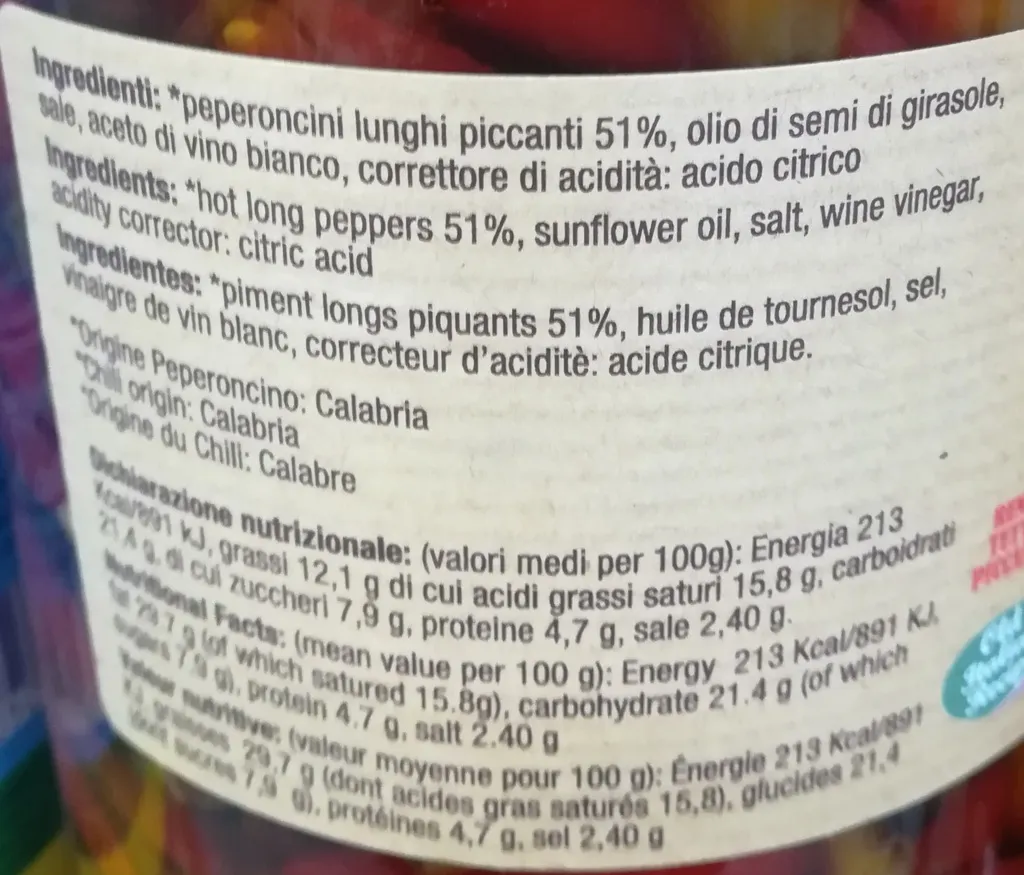 Ingredienti: *peperoncini lunghi piccanti 51%, olio di semi di girasole,
sale, aceto di vino bianco, correttore di acidità: acido citrico
Ingredients: *hot long peppers 51%, sunflower oil, salt, wine vinegar,
acidity corrector: citric acid
Ingredientes: *piment longs piquants 51%, huile de tournesol, sel,
vinaigre de vin blanc, correcteur d'aciditè: acide citrique.
*Origine Peperoncino: Calabria
*Chili origin: Calabria
*Origine du Chili: Calabre
Dichiarazione nutrizionale: (valori medi per 100g): Energia 213
Kcal/891 kJ, grassi 12,1 g di cui acidi grassi saturi 15,8 g, carboidrati
21,4 g, di cui zuccheri 7,9 g, proteine 4,7 g, sale 2,40 g.
Nutritional Facts: (mean value per 100 g): Energy 213 Kcal/891 KJ,
fat 29.7 g (of which satured 15.8g), carbohydrate 21.4 g (of which
sugars 7.9 g), protein 4.7 g, salt 2.40 g
Valeur nutritive: (valeur moyenne pour 100 g): Énergie 213 Kcal/891
KJ, graisses 29,7 g (dont acides gras saturés 15,8), glucides 21,4
dont sucres 7,9 g), protéines 4,7 g, sel 2,40 g